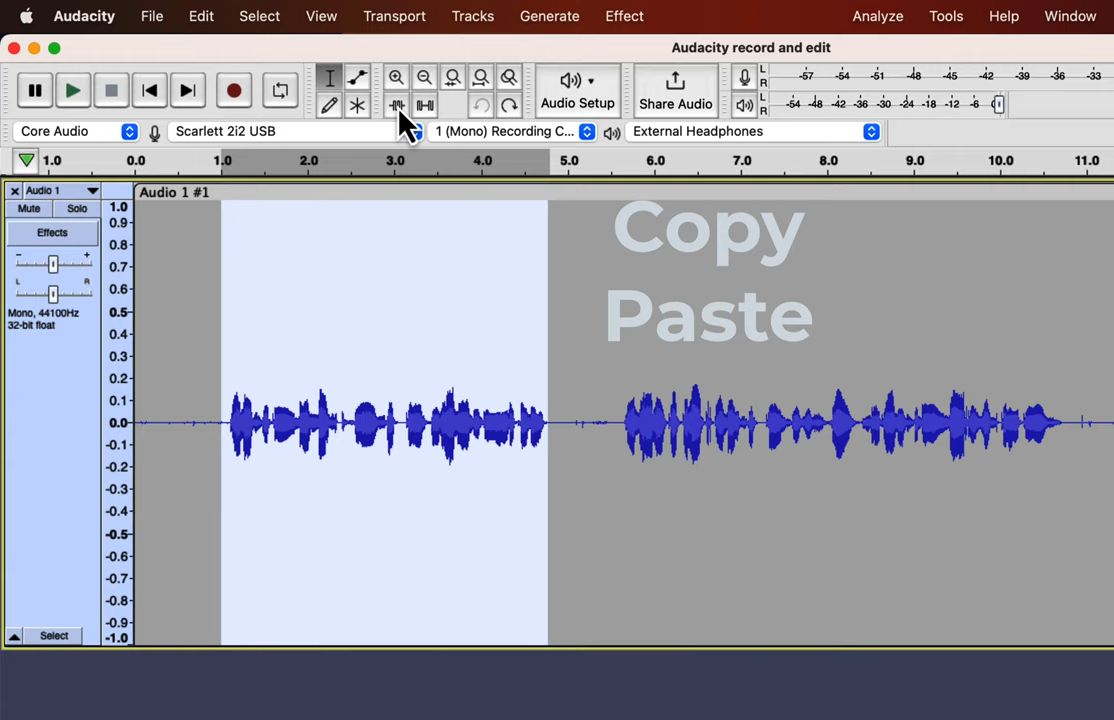 Audacity File Edit Select View Transport Tracks Generate Effect Analyze Tools Help Window
Audacity record and edit
Audio Setup
Share Audio
L
R
-57 -54 -51 -48 -45 -42 -39 -36 -33
L
R
-54 -48 -42 -36 -30 -24 -18 -12 -6 0
Core Audio
Scarlett 2i2 USB
1 (Mono) Recording C...
External Headphones
1.0 0.0 1.0 2.0 3.0 4.0 5.0 6.0 7.0 8.0 9.0 10.0 11.0
Audio 1
Audio 1 #1
Mute Solo
Effects
- +
L R
Mono, 44100Hz
32-bit float
Select
1.0
0.9
0.8
0.7
0.6
0.5
0.4
0.3
0.2
0.1
0.0
-0.1
-0.2
-0.3
-0.4
-0.5
-0.6
-0.7
-0.8
-0.9
-1.0
Copy
Paste